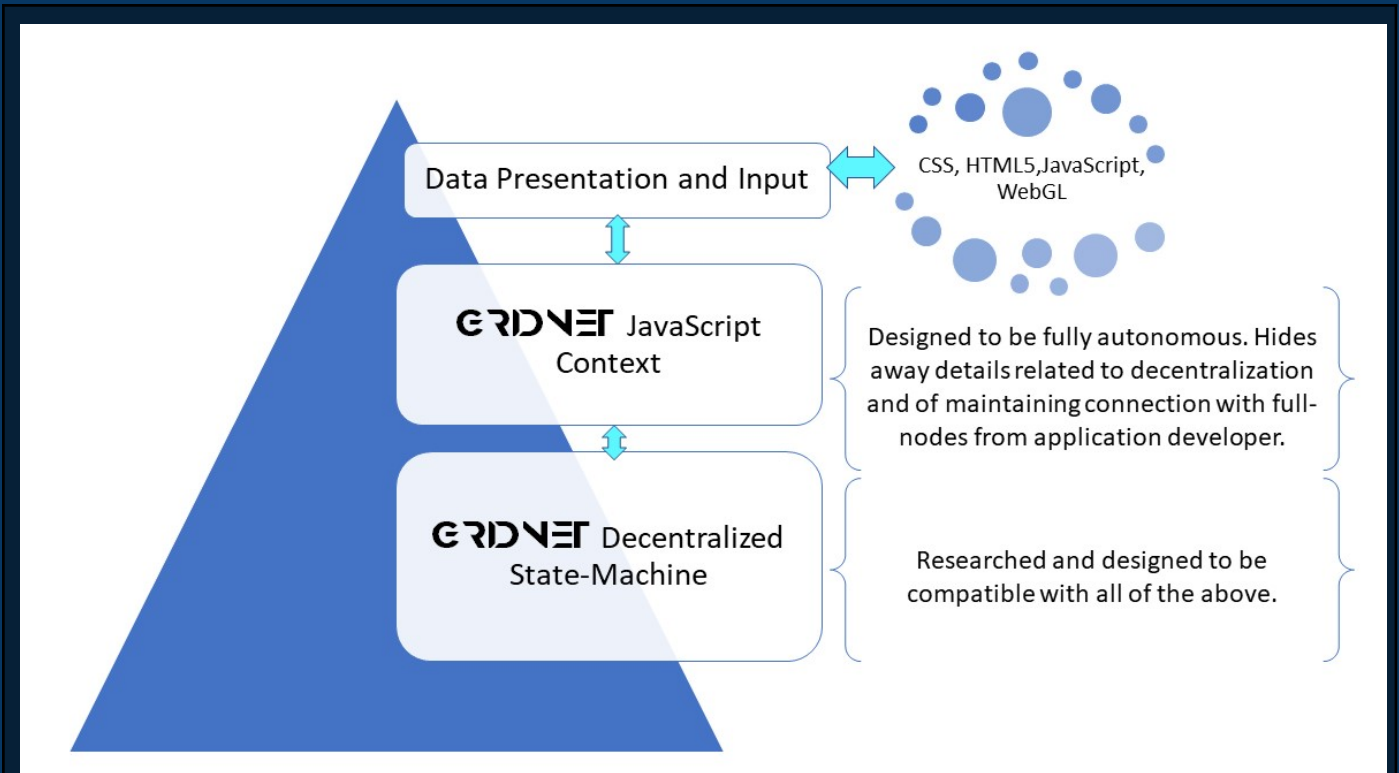 Data Presentation and Input
CSS, HTML5,JavaScript,
WebGL
GRIDNET JavaScript
Context
Designed to be fully autonomous. Hides
away details related to decentralization
and of maintaining connection with full-
nodes from application developer.
GRIDNET Decentralized
State-Machine
Researched and designed to be
compatible with all of the above.